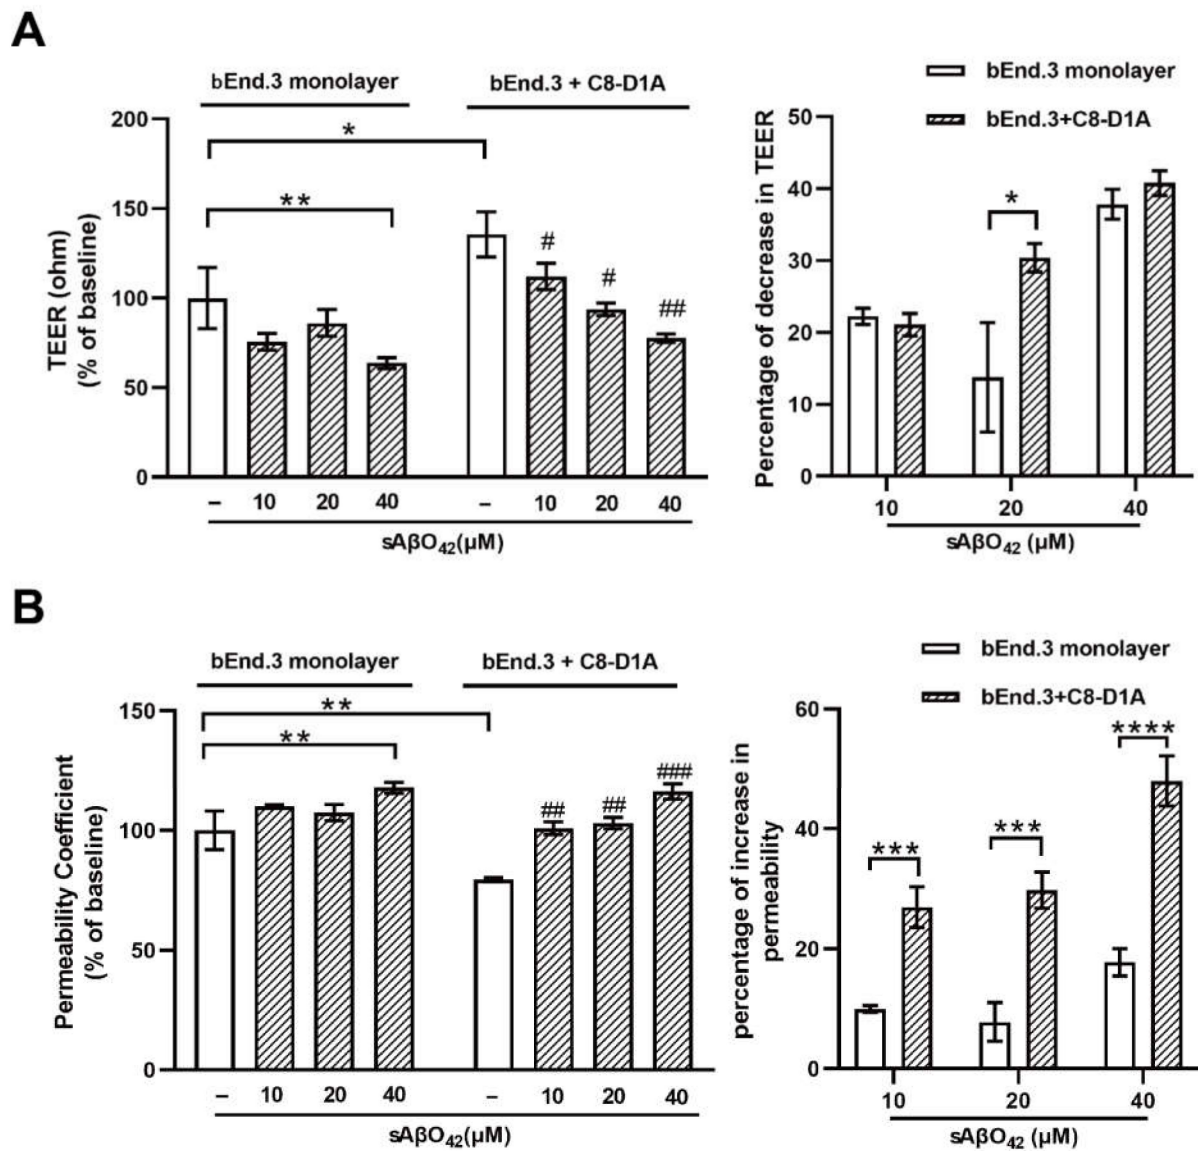 A
bEnd.3 monolayer
bEnd.3 + C8-D1A
TEER (ohm)
(% of baseline)
200
150
100
50
0
*
**
#
#
##
– 10 20 40 – 10 20 40
sAβO42(μM)
bEnd.3 monolayer
bEnd.3+C8-D1A
Percentage of decrease in TEER
50
40
30
20
10
0
*
10 20 40
sAβO42 (μM)
B
bEnd.3 monolayer
bEnd.3 + C8-D1A
Permeability Coefficient
(% of baseline)
150
100
50
0
**
**
##
##
###
– 10 20 40 – 10 20 40
sAβO42(μM)
bEnd.3 monolayer
bEnd.3+C8-D1A
percentage of increase in
permeability
60
40
20
0
***
***
****
10 20 40
sAβO42 (μM)